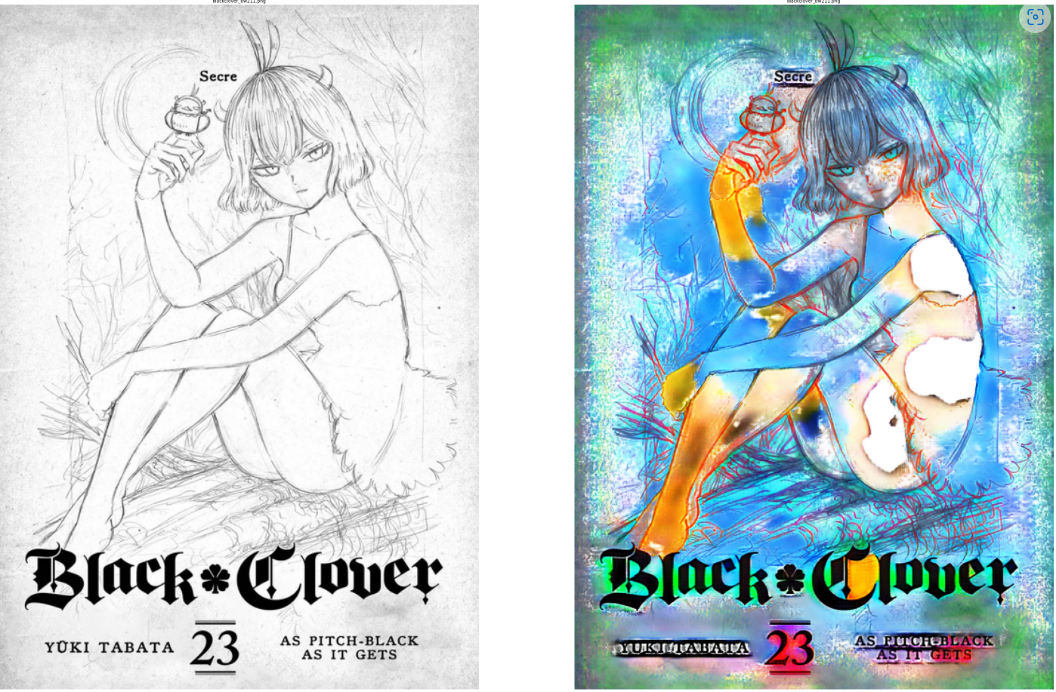 Secre
Black Clover
YŪKI TABATA
23
AS PITCH-BLACK
AS IT GETS
Secre
Black Clover
YUKI TABATA
23
AS PITCH-BLACK
AS IT GETS